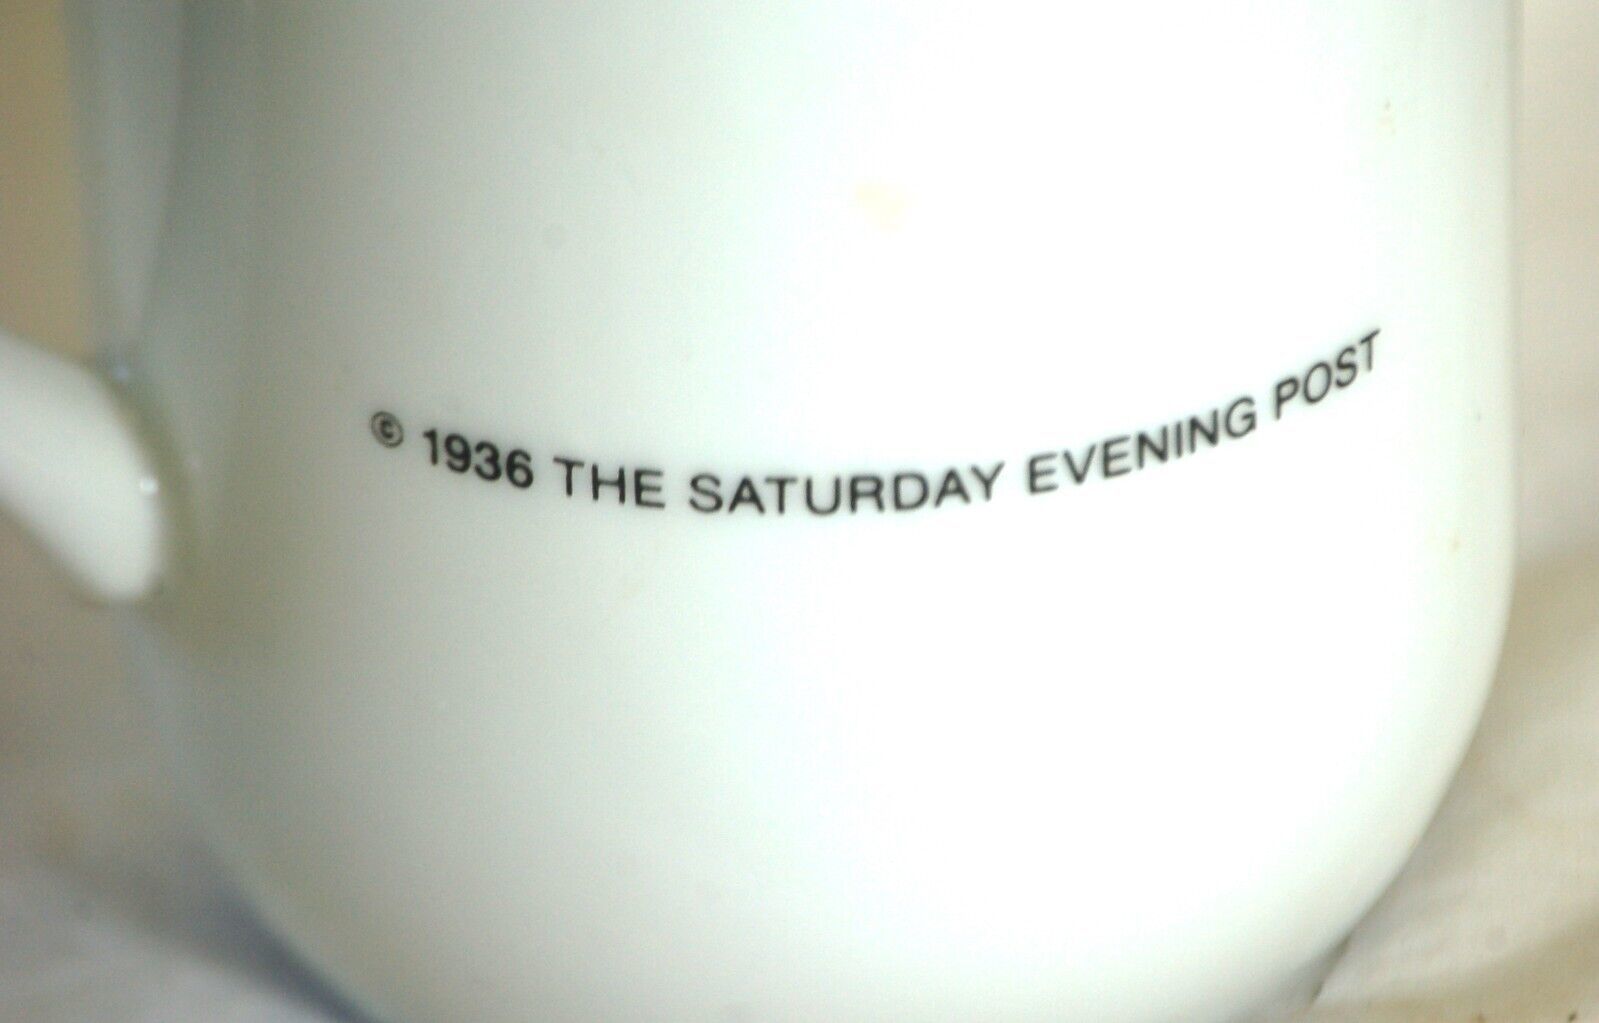 © 1936 THE SATURDAY EVENING POST